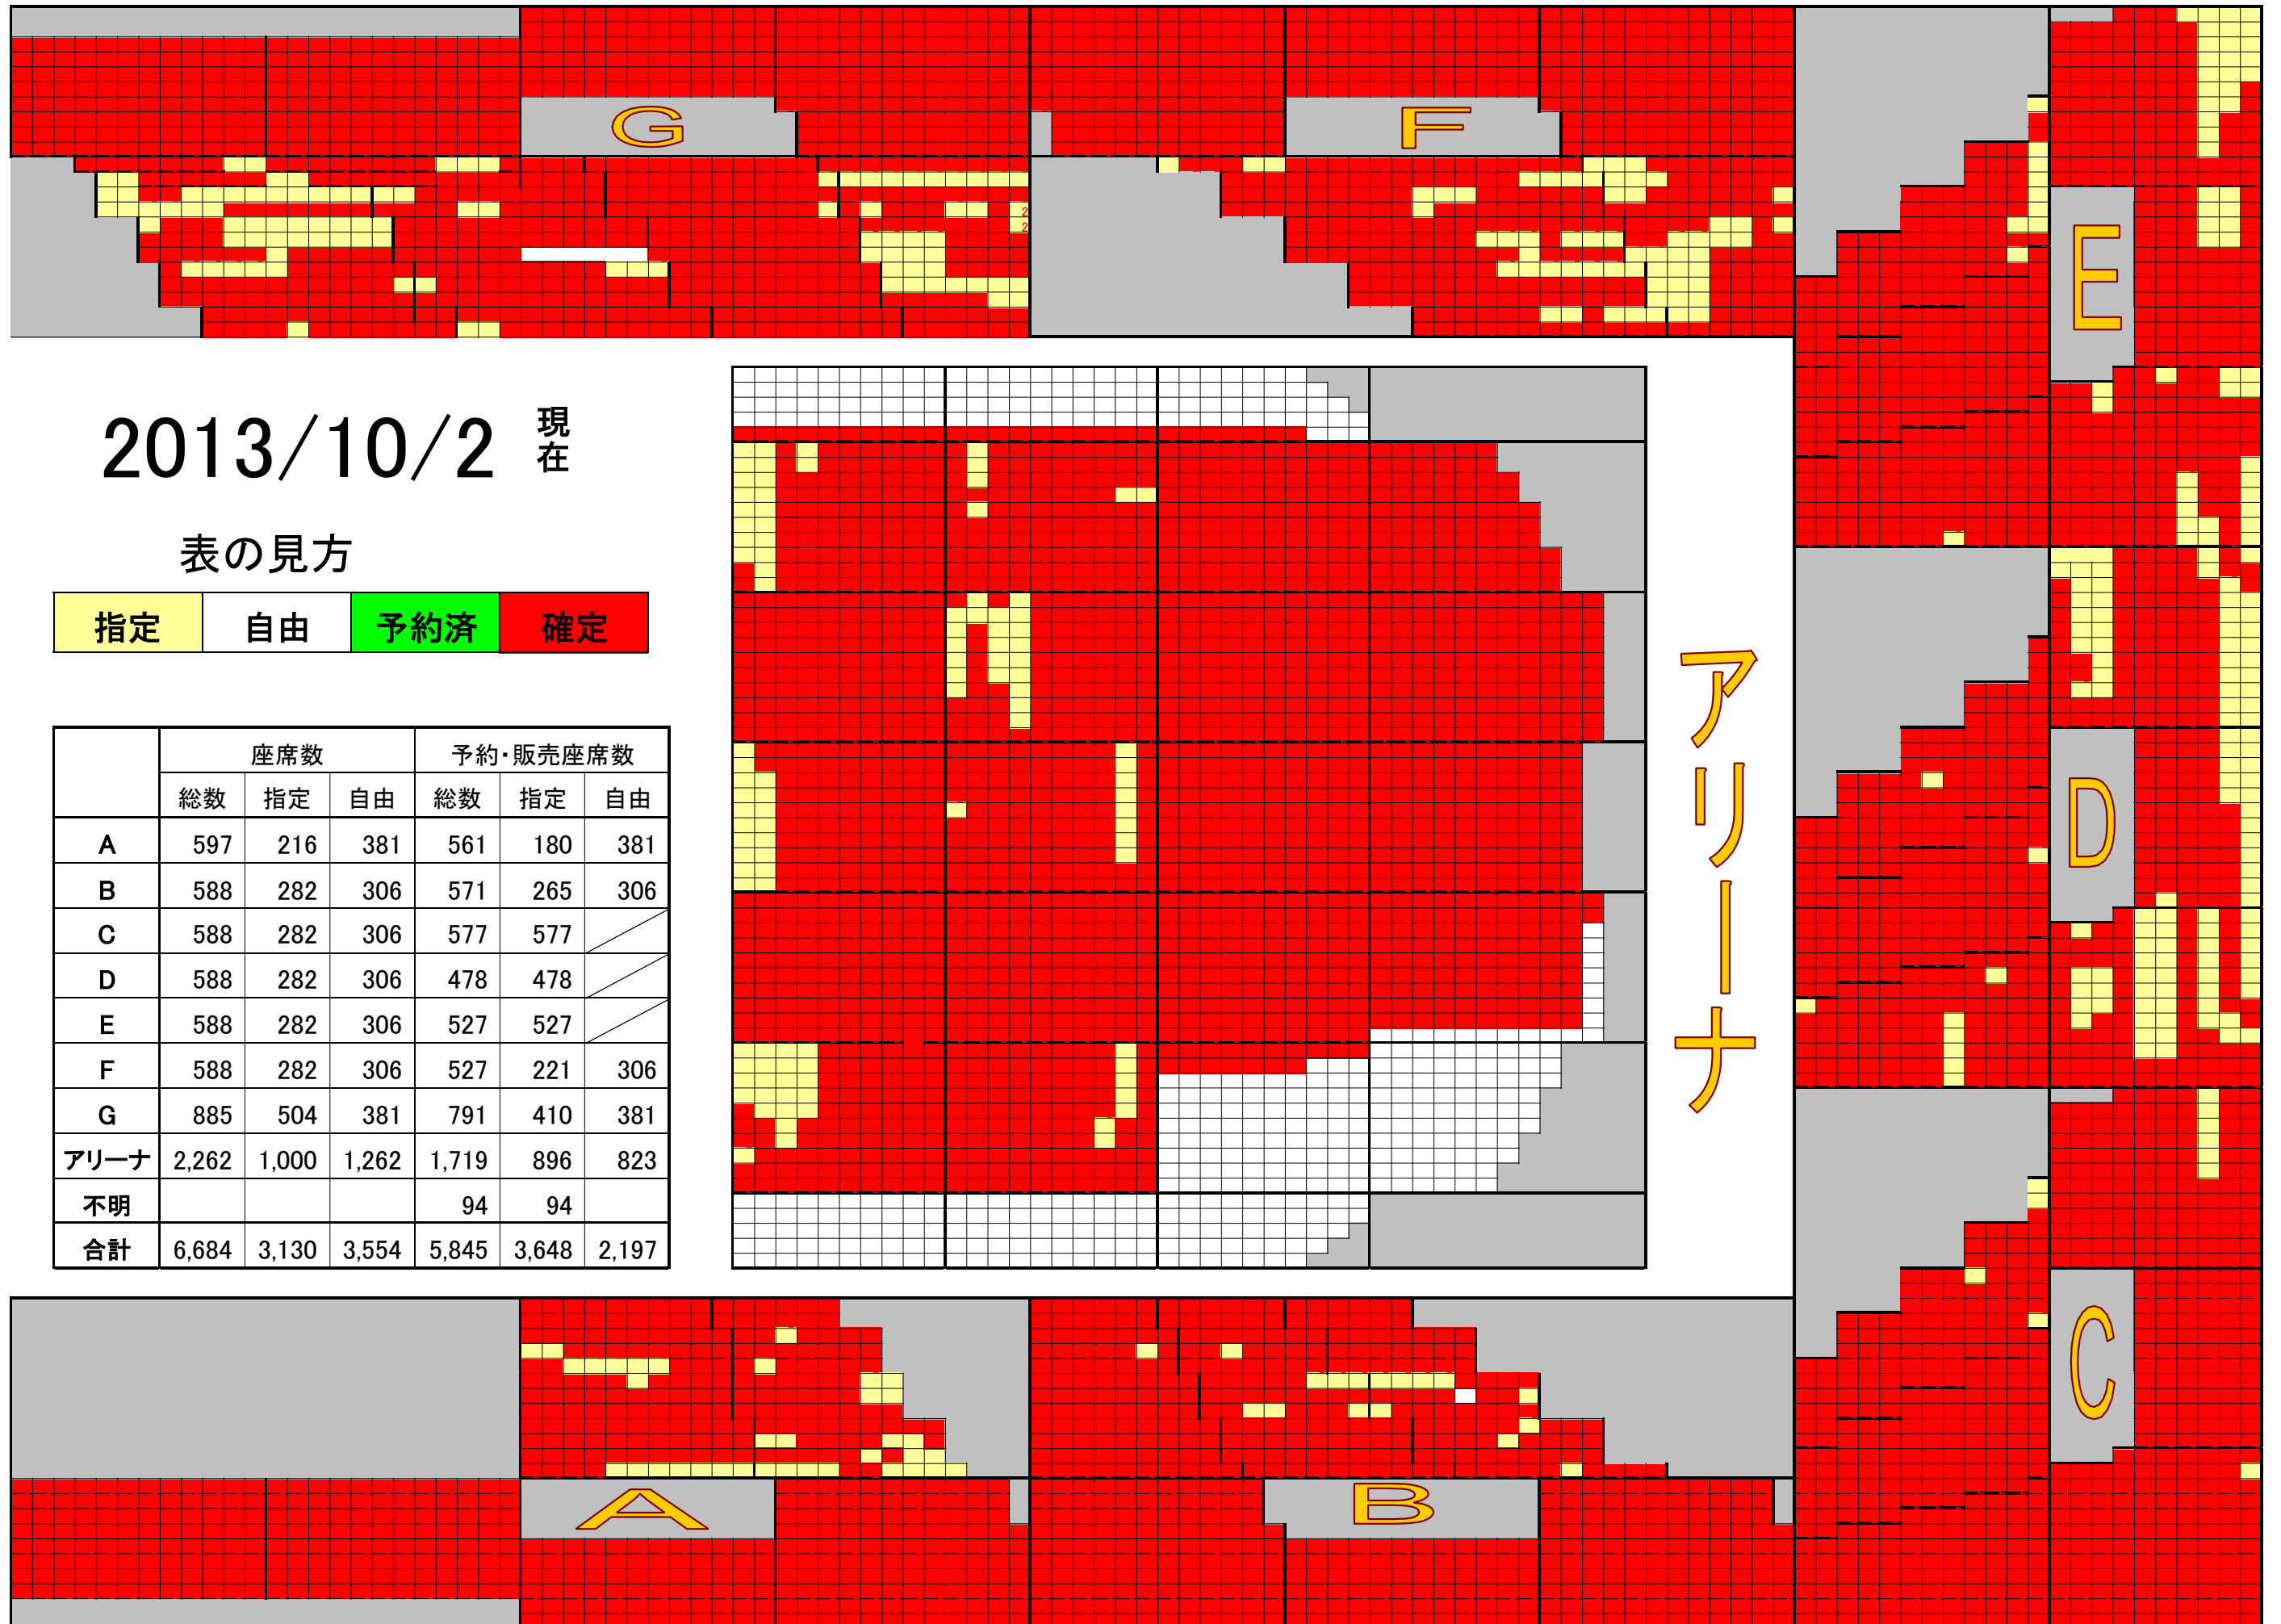 G
F
2
2
E
2013/10/2 現在
表の見方
指定 自由 予約済 確定
アリーナ
座席数 予約・販売座席数
総数 指定 自由 総数 指定 自由
A 597 216 381 561 180 381
B 588 282 306 571 265 306
C 588 282 306 577 577
D 588 282 306 478 478
E 588 282 306 527 527
F 588 282 306 527 221 306
G 885 504 381 791 410 381
アリーナ 2,262 1,000 1,262 1,719 896 823
不明 94 94
合計 6,684 3,130 3,554 5,845 3,648 2,197
D
C
A
B